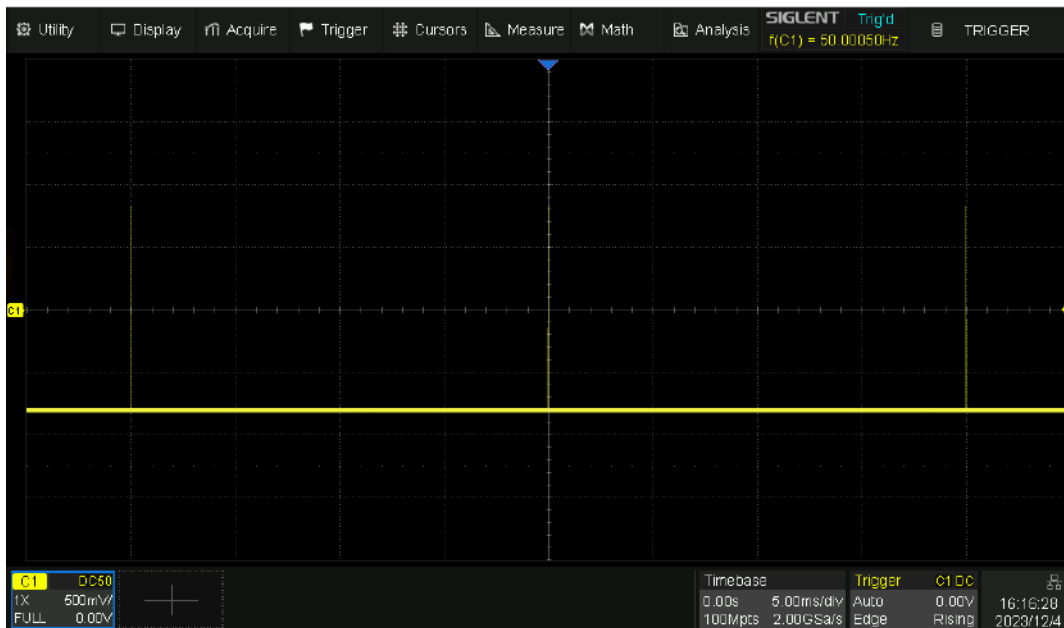 Utility Display Acquire Trigger Cursors Measure Math Analysis SIGLENT Trig'd TRIGGER
f(C1) = 50.00050Hz
C1
C1 DC50
1X 500mV/
FULL 0.00V
Timebase
0.00s 5.00ms/div
100Mpts 2.00GSa/s
Trigger C1 DC
Auto 0.00V
Edge Rising
16:16:28
2023/12/4